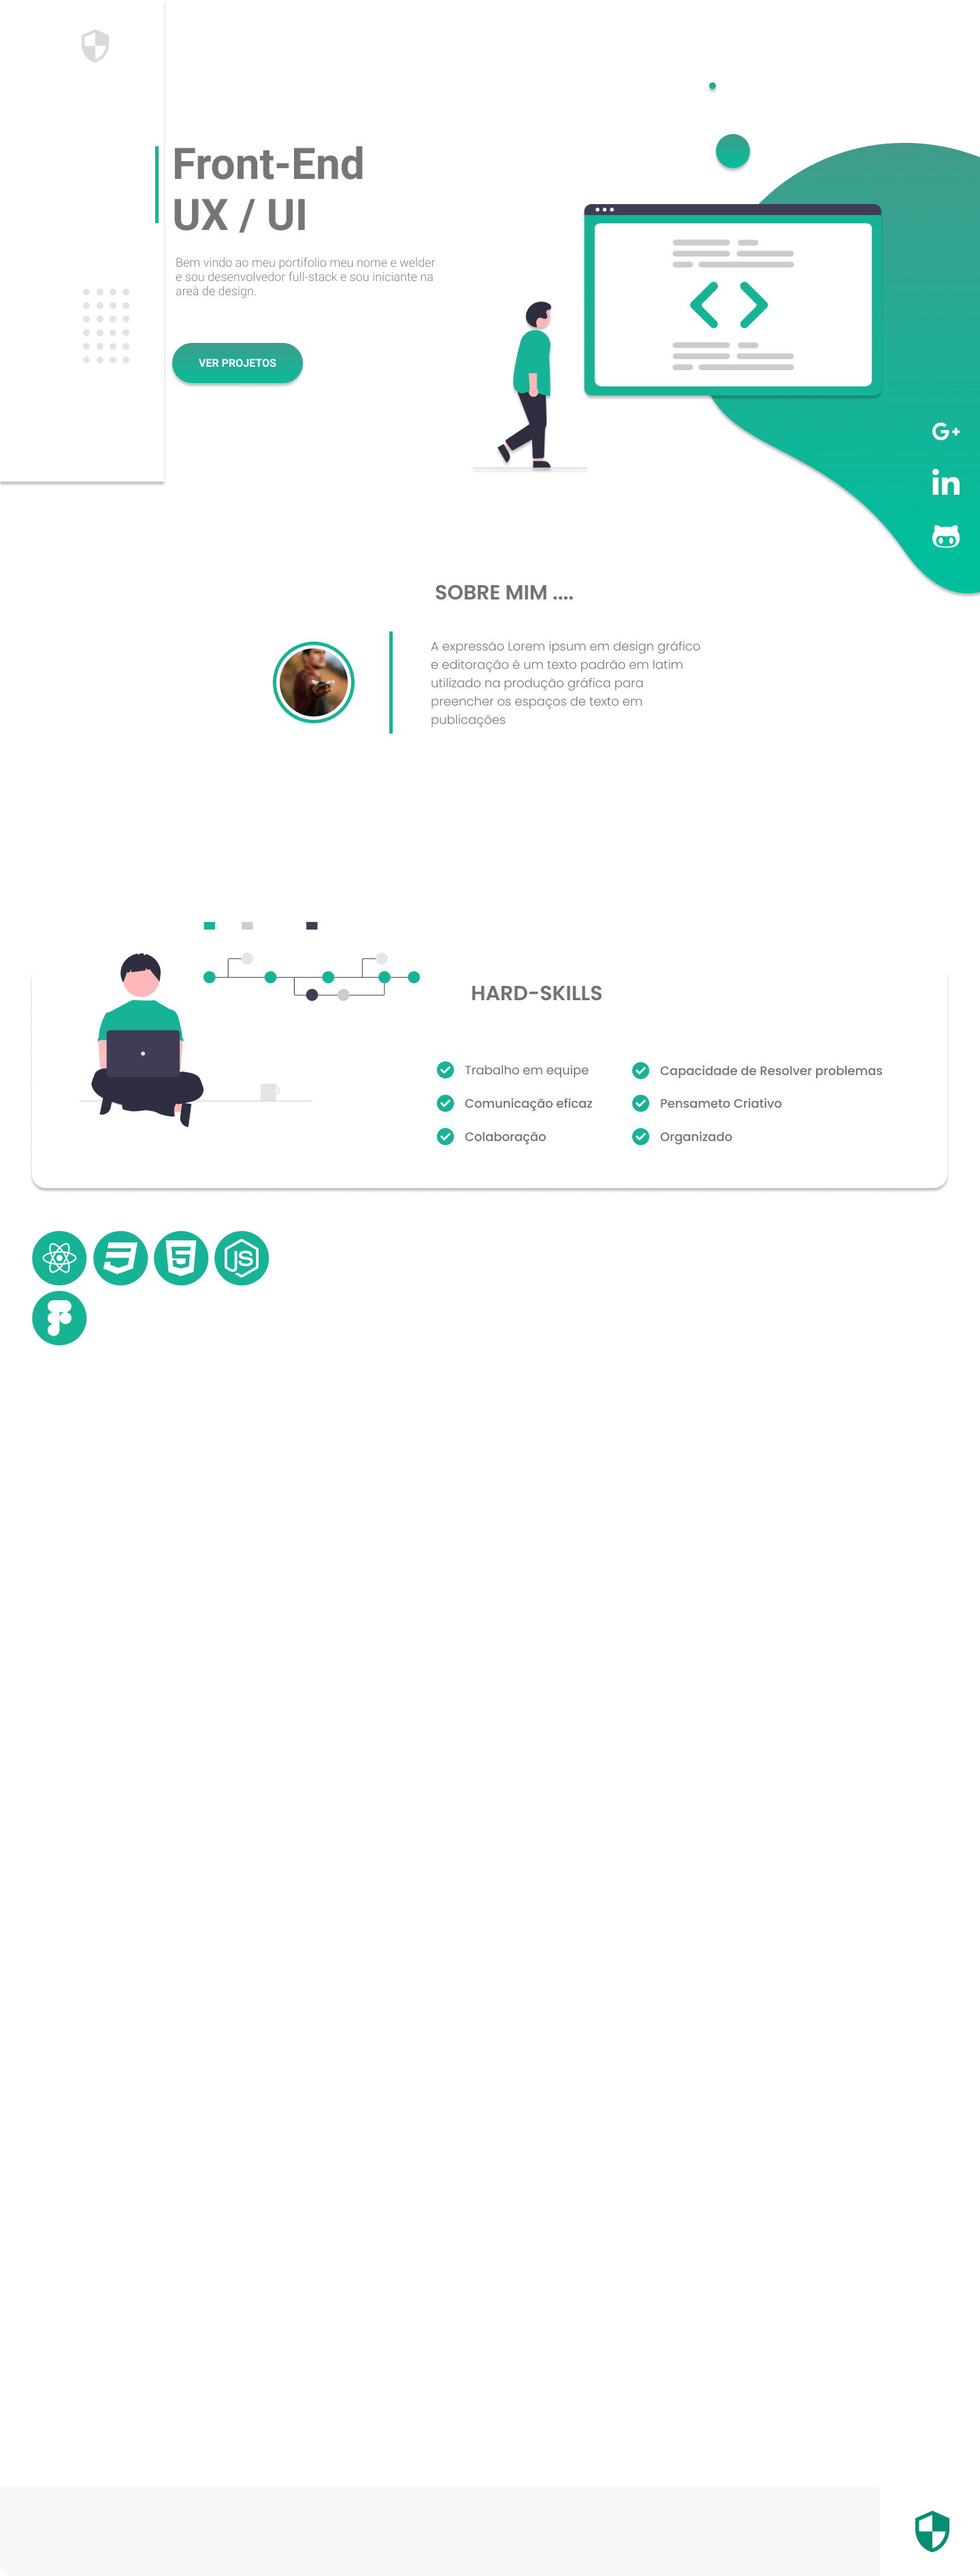 Front-End
UX / UI
Bem vindo ao meu portifolio meu nome e welder
e sou desenvolvedor full-stack e sou iniciante na
areà de design.
VER PROJETOS
G+
in
SOBRE MIM ....
A expressão Lorem ipsum em design gráfico
e editoração é um texto padrão em latim
utilizado na produção gráfica para
preencher os espaços de texto em
publicações
HARD-SKILLS
Trabalho em equipe
Capacidade de Resolver problemas
Comunicação eficaz
Pensameto Criativo
Colaboração
Organizado
JS